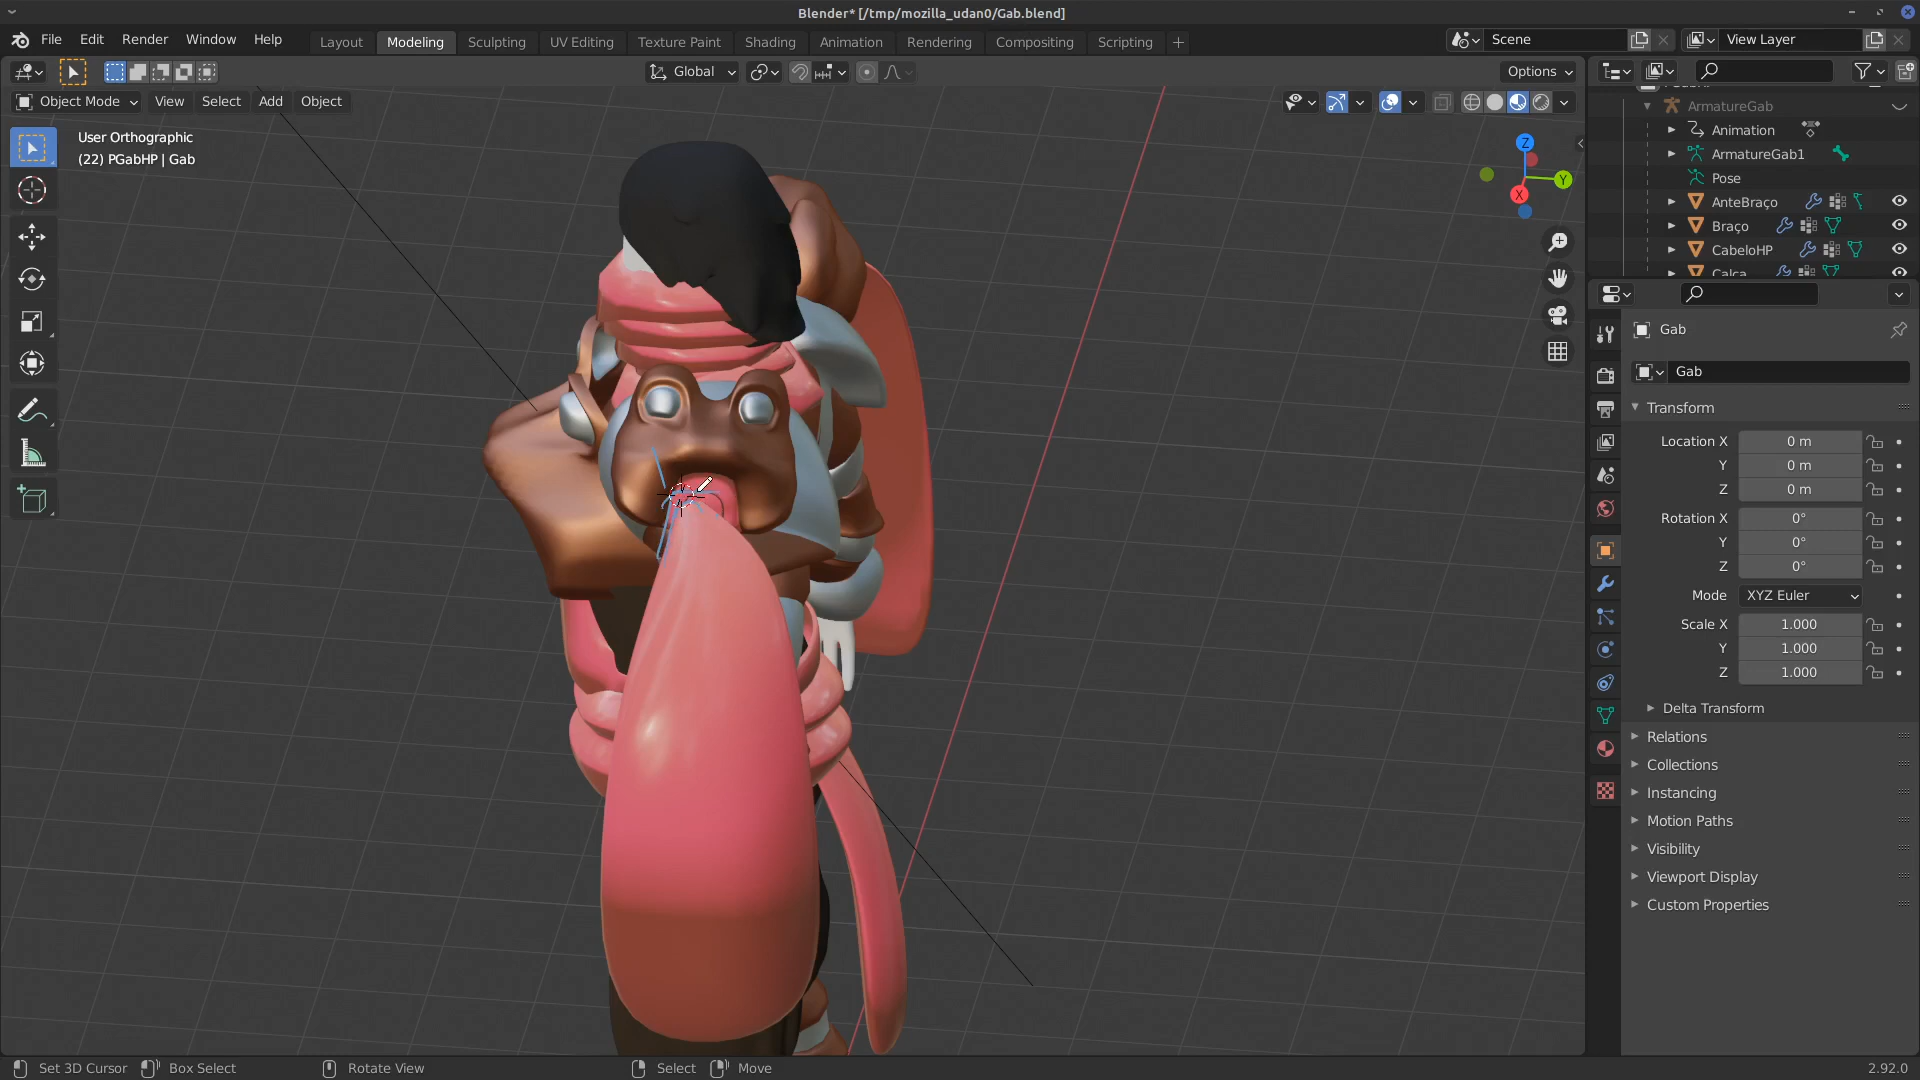 Blender* [/tmp/mozilla_udan0/Gab.blend]
File Edit Render Window Help Layout Modeling Sculpting UV Editing Texture Paint Shading Animation Rendering Compositing Scripting + Scene View Layer
Global Options
Object Mode View Select Add Object
User Orthographic
(22) PGabHP | Gab
Z
Y
X
ArmatureGab
Animation
ArmatureGab1
Pose
AnteBraço
Braço
CabeloHP
Calça
Gab
Gab
Transform
Location X 0 m
Y 0 m
Z 0 m
Rotation X 0°
Y 0°
Z 0°
Mode XYZ Euler
Scale X 1.000
Y 1.000
Z 1.000
Delta Transform
Relations
Collections
Instancing
Motion Paths
Visibility
Viewport Display
Custom Properties
Set 3D Cursor Box Select Rotate View Select Move 2.92.0